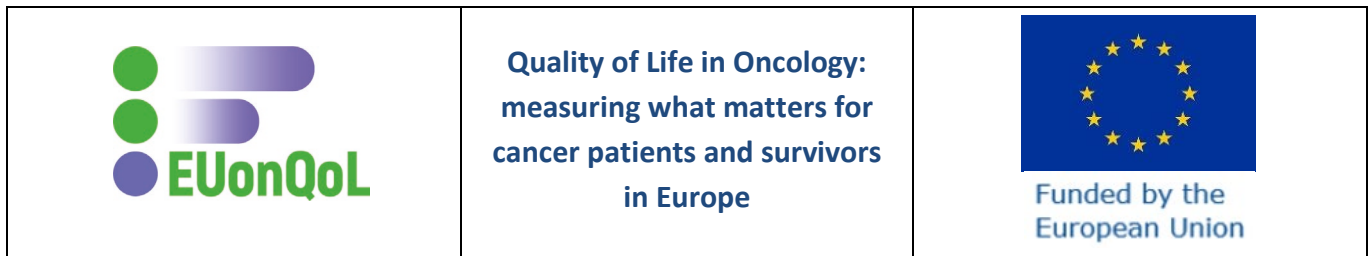 EUonQoL
Quality of Life in Oncology:
measuring what matters for
cancer patients and survivors
in Europe
Funded by the
European Union